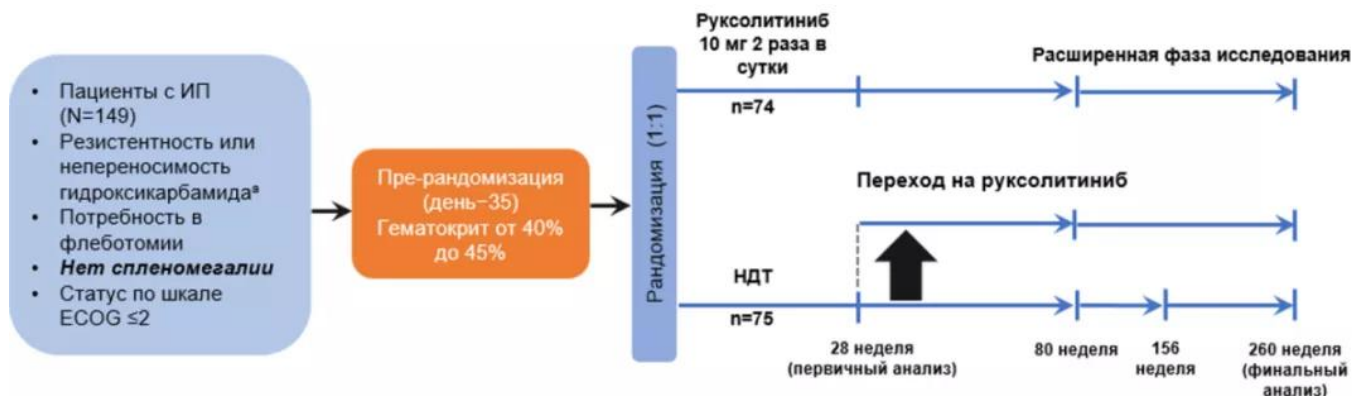 • Пациенты с ИП
(N=149)
• Резистентность или
непереносимость
гидроксикарбамидаª
• Потребность в
флеботомии
• Нет спленомегалии
• Статус по шкале
ECOG ≤2
Пре-рандомизация
(день−35)
Гематокрит от 40%
до 45%
Рандомизация (1:1)
Руксолитиниб
10 мг 2 раза в
сутки
n=74
Расширенная фаза исследования
Переход на руксолитиниб
НДТ
n=75
28 неделя
(первичный анализ)
80 неделя
156
неделя
260 неделя
(финальный
анализ)